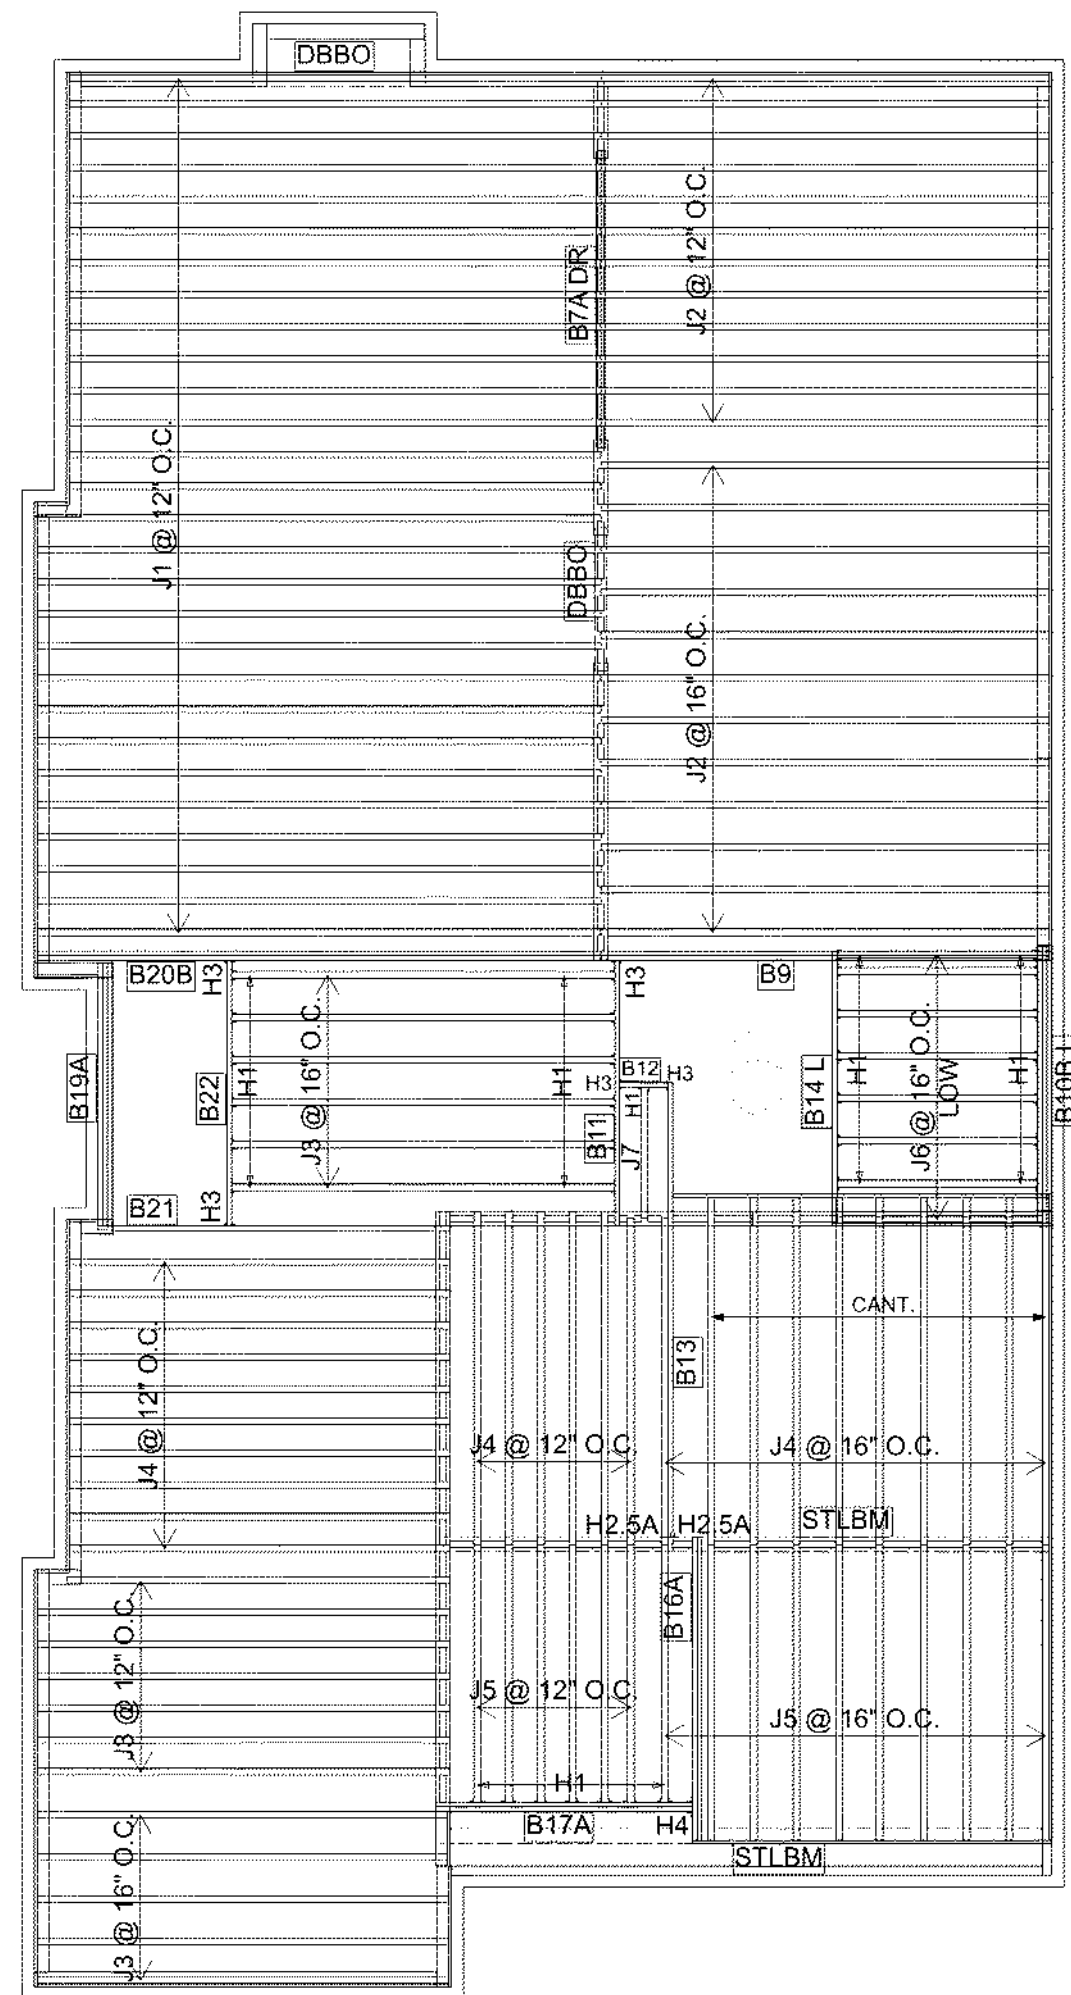 DBBO
B7A DR
J2 @ 12" O.C.
J1 @ 12" O.C.
DBBO
J2 @ 16" O.C.
B20B
H3
H3
B9
J3 @ 16" O.C.
J6 @ 16" O.C.
LOW
B19A
B22
H1
H1
B12
H3
H3
H1
B11
J7
B14 L
H1
H1
B21
H3
CANT.
B13
J4 @ 12" O.C.
J4 @ 12" O.C.
J4 @ 16" O.C.
H2.5A
H2.5A
STLBM
B16A
J3 @ 12" O.C.
J5 @ 12" O.C.
J5 @ 16" O.C.
H1
B17A
H4
STLBM
J3 @ 16" O.C.